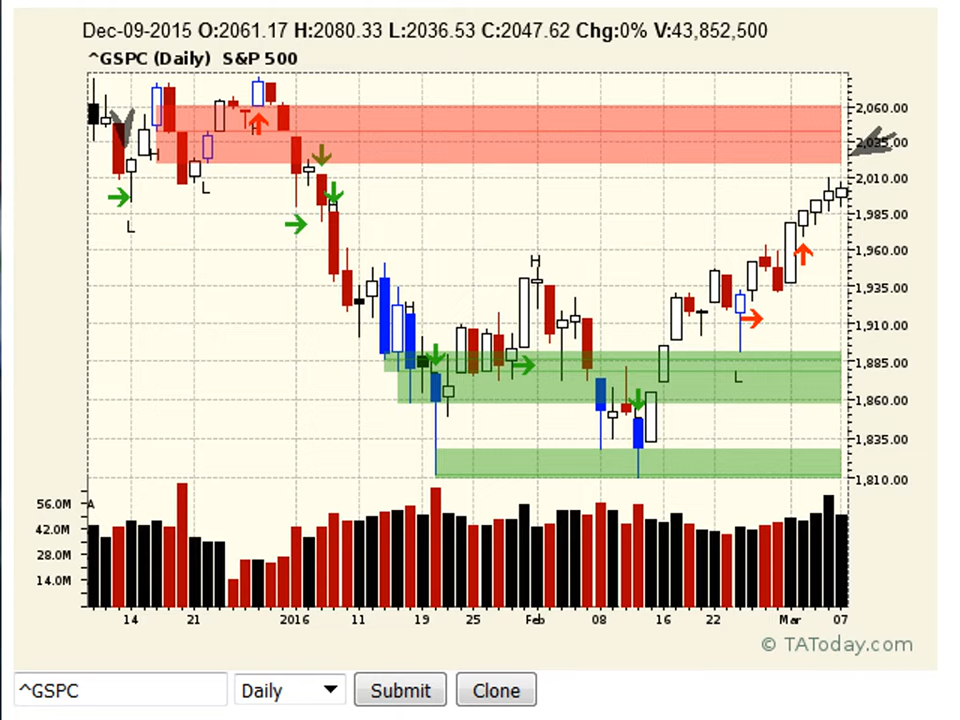 Dec-09-2015 O:2061.17 H:2080.33 L:2036.53 C:2047.62 Chg:0% V:43,852,500
^GSPC (Daily) S&P 500
2,060.00
2,035.00
2,010.00
1,985.00
1,960.00
1,935.00
1,910.00
1,885.00
1,860.00
1,835.00
1,810.00
H
L
L
H
H
H
L
A
56.0M
42.0M
28.0M
14.0M
14 21 2016 11 19 25 Feb 08 16 22 Mar 07
© TAToday.com
^GSPC Daily Submit Clone